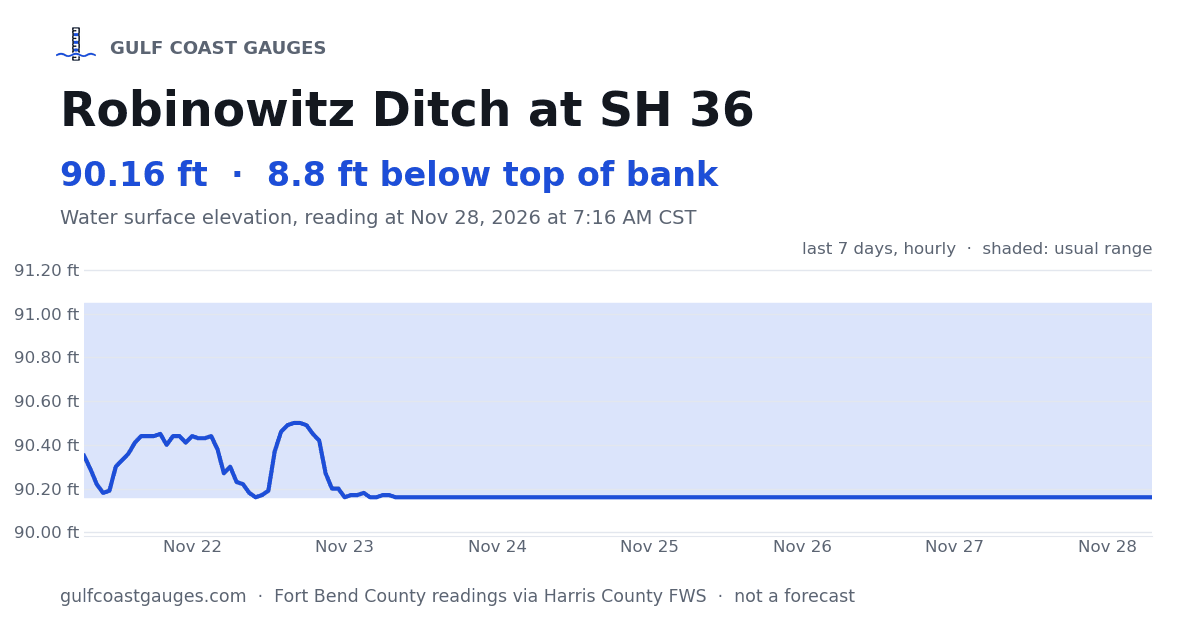 GULF COAST GAUGES
Robinowitz Ditch at SH 36
90.16 ft · 8.8 ft below top of bank
Water surface elevation, reading at Nov 28, 2026 at 7:16 AM CST
last 7 days, hourly · shaded: usual range
91.20 ft
91.00 ft
90.80 ft
90.60 ft
90.40 ft
90.20 ft
90.00 ft
Nov 22 Nov 23 Nov 24 Nov 25 Nov 26 Nov 27 Nov 28
gulfcoastgauges.com · Fort Bend County readings via Harris County FWS · not a forecast